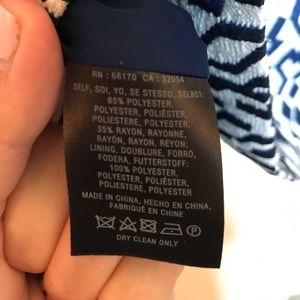 RN : 66170 CA : 32054
SELF, SOI, YO, SE STESSO, SELBST:
65% POLYESTER,
POLYESTER, POLIÉSTER,
POLIESTERE, POLYESTER,
35% RAYON, RAYONNE,
RAYÓN, RAYON, REYON;
LINING, DOUBLURE, FORRO,
FODERA, FUTTERSTOFF:
100% POLYESTER,
POLYESTER, POLIÉSTER,
POLIESTERE, POLYESTER
MADE IN CHINA, HECHO EN CHINA,
FABRIQUÉ EN CHINE
DRY CLEAN ONLY